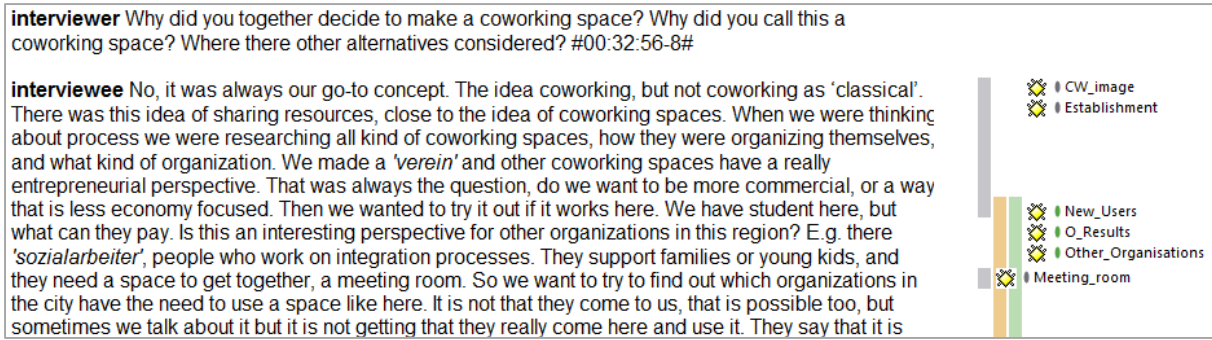 interviewer Why did you together decide to make a coworking space? Why did you call this a
coworking space? Where there other alternatives considered? #00:32:56-8#
interviewee No, it was always our go-to concept. The idea coworking, but not coworking as ‘classical’.
There was this idea of sharing resources, close to the idea of coworking spaces. When we were thinking
about process we were researching all kind of coworking spaces, how they were organizing themselves,
and what kind of organization. We made a 'verein' and other coworking spaces have a really
entrepreneurial perspective. That was always the question, do we want to be more commercial, or a way
that is less economy focused. Then we wanted to try it out if it works here. We have student here, but
what can they pay. Is this an interesting perspective for other organizations in this region? E.g. there
'sozialarbeiter', people who work on integration processes. They support families or young kids, and
they need a space to get together, a meeting room. So we want to try to find out which organizations in
the city have the need to use a space like here. It is not that they come to us, that is possible too, but
sometimes we talk about it but it is not getting that they really come here and use it. They say that it is
CW_image
Establishment
New_Users
O_Results
Other_Organisations
Meeting_room